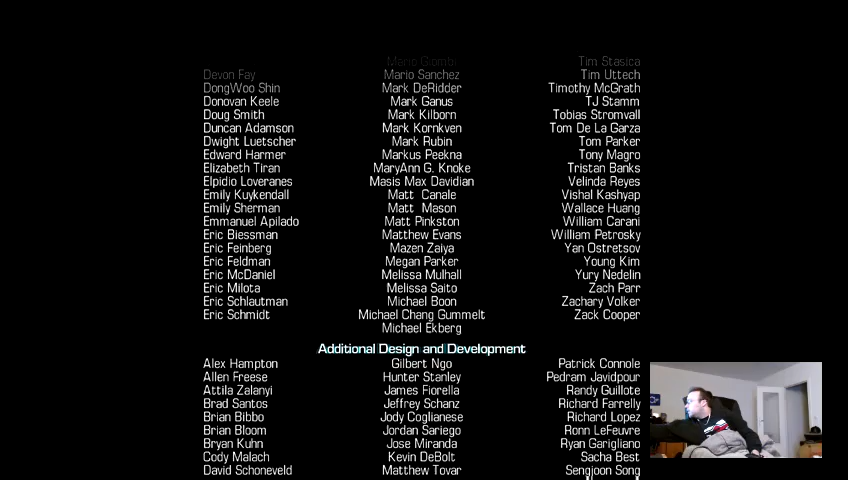 Mario Giombi Tim Stasica
Devon Fay Mario Sanchez Tim Uttech
DongWoo Shin Mark DeRidder Timothy McGrath
Donovan Keele Mark Ganus TJ Stamm
Doug Smith Mark Kilborn Tobias Stromvall
Duncan Adamson Mark Kornkven Tom De La Garza
Dwight Luetscher Mark Rubin Tom Parker
Edward Harmer Markus Peekna Tony Magro
Elizabeth Tiran MaryAnn G. Knoke Tristan Banks
Elpidio Loveranes Masis Max Davidian Velinda Reyes
Emily Kuykendall Matt Canale Vishal Kashyap
Emily Sherman Matt Mason Wallace Huang
Emmanuel Apilado Matt Pinkston William Carani
Eric Biessman Matthew Evans William Petrosky
Eric Feinberg Mazen Zaiya Yan Ostretsov
Eric Feldman Megan Parker Young Kim
Eric McDaniel Melissa Mulhall Yury Nedelin
Eric Milota Melissa Saito Zach Parr
Eric Schlautman Michael Boon Zachary Volker
Eric Schmidt Michael Chang Gummelt Zack Cooper
Michael Ekberg
Additional Design and Development
Alex Hampton Gilbert Ngo Patrick Connole
Allen Freese Hunter Stanley Pedram Javidpour
Attila Zalanyi James Fiorella Randy Guillote
Brad Santos Jeffrey Schanz Richard Farrelly
Brian Bibbo Jody Coglianese Richard Lopez
Brian Bloom Jordan Sariego Ronn LeFeuvre
Bryan Kuhn Jose Miranda Ryan Garigliano
Cody Malach Kevin DeBolt Sacha Best
David Schoneveld Matthew Tovar Sengjoon Song